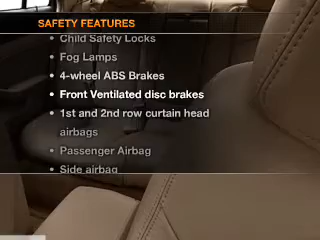 SAFETY FEATURES
• Child Safety Locks
• Fog Lamps
• 4-wheel ABS Brakes
• Front Ventilated disc brakes
• 1st and 2nd row curtain head
airbags
• Passenger Airbag
• Side airbag